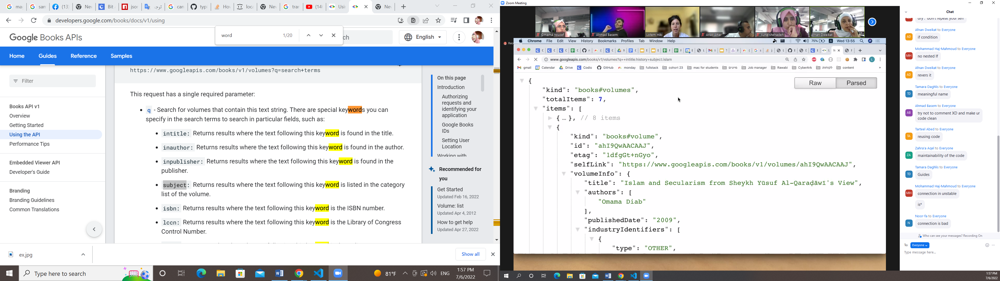 (13)
developers.google.com/books/docs/v1/using
word
1/20
Google Books APIs
English
Home
Guides
Reference
Samples
Filter
Books API v1
Overview
Getting Started
Using the API
Performance Tips
Embedded Viewer API
Developer's Guide
Branding
Branding Guidelines
Common Translations
https://www.googleapis.com/books/v1/volumes?q=search+terms
This request has a single required parameter:
q - Search for volumes that contain this text string. There are special keywords you can
specify in the search terms to search in particular fields, such as:
intitle: Returns results where the text following this keyword is found in the title.
inauthor: Returns results where the text following this keyword is found in the author.
inpublisher: Returns results where the text following this keyword is found in the
publisher.
subject: Returns results where the text following this keyword is listed in the category
list of the volume.
isbn: Returns results where the text following this keyword is the ISBN number.
lccn: Returns results where the text following this keyword is the Library of Congress
Control Number.
On this page
Introduction
Authorizing
requests and
identifying your
application
Google Books
IDs
Setting User
Location
Working with
Recommended for
you
Get Started
Updated Feb 16, 2022
Volume: list
Updated Apr 4, 2012
How to get help
Updated Apr 27, 2022
ex.jpg
Show all
Type here to search
81°F
ENG
1:57 PM
7/6/2022
Zoom Meeting
Omama Yousef
Ahmad Basem
Lotem Hiki
Anas Attar
suna shehadeh
Afnan Dweikat
Chrome File Edit View History Bookmarks Profiles Tab Window Help
75%
Wed 13:55
www.googleapis.com/books/v1/volumes?q=+intitle:history+subject:islam
gmail
Calendar
Drive
Codio
GitHub
monday
fullstack
cohort 23
mac for students
מיונים
Job manager
Rawabi
CyberArk
לקוחות
content
Raw
Parsed
{
"kind": "books#volumes",
"totalItems": 7,
"items": [
{ … }, // 8 items
{
"kind": "books#volume",
"id": "ahI9QwAACAAJ",
"etag": "1dfgGt+nGyo",
"selfLink": "https://www.googleapis.com/books/v1/volumes/ahI9QwAACAAJ",
"volumeInfo": {
"title": "Islam and Secularism from Sheykh Yūsuf Al-Qaraḍāwī's View",
"authors": [
"Omama Diab"
],
"publishedDate": "2009",
"industryIdentifiers": [
{
"type": "OTHER",
Chat
dry : don't repeat your self
Afnan Dweikat to Everyone
AD
if condition
Mohammad Haj-Mahmoud to Everyone
MH
no nested If
Afnan Dweikat to Everyone
AD
revers it
Tamara Daghlis to Everyone
TD
meaningful name
Ahmad Basem to Everyone
AB
try not to comment XD and make ur
code clean
Tarteel Abed to Everyone
TA
reusing code
Zahra'a Aqel to Everyone
ZA
maintainability of the code
Tamara Daghlis to Everyone
TD
Guides
Mohammad Haj-Mahmoud to Everyone
MH
connection in unstable
is*
Noor-fa to Everyone
N
connection is bad
Who can see your messages? Recording On
To: Everyone
Type message here...
1:57 PM
7/6/2022